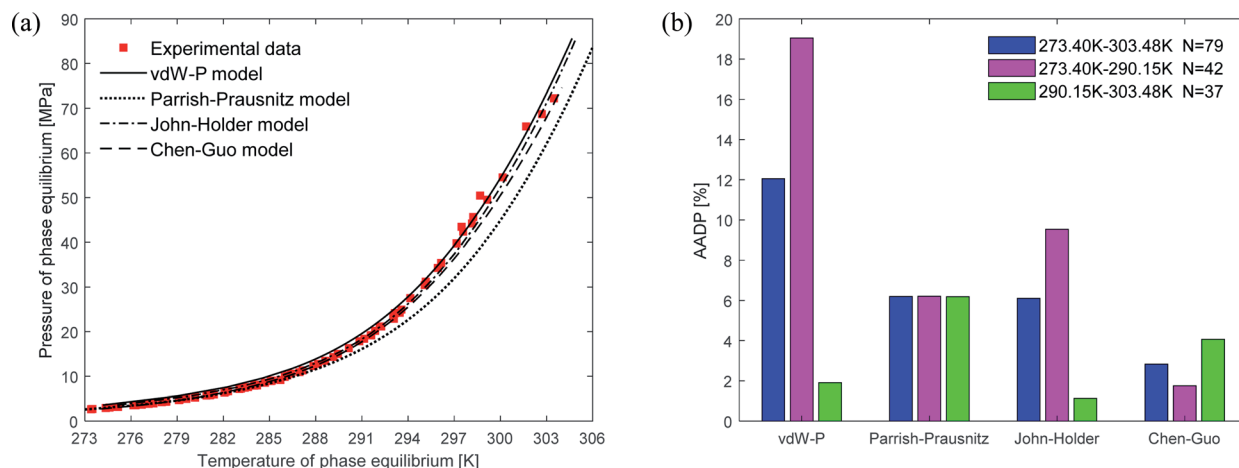 (a)
90
80
70
60
50
40
30
20
10
0
Pressure of phase equilibrium [MPa]
Experimental data
vdW-P model
Parrish-Prausnitz model
John-Holder model
Chen-Guo model
273 276 279 282 285 288 291 294 297 300 303 306
Temperature of phase equilibrium [K]
(b)
20
18
16
14
12
10
8
6
4
2
0
AADP [%]
273.40K-303.48K N=79
273.40K-290.15K N=42
290.15K-303.48K N=37
vdW-P Parrish-Prausnitz John-Holder Chen-Guo